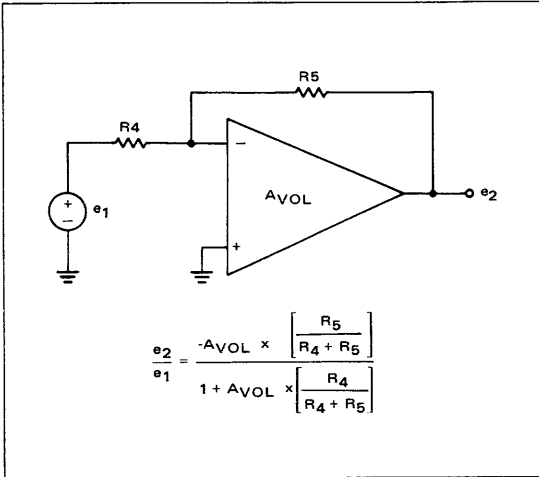 R5
R4
−
+
−
e1
AVOL
e2
+
e2/e1 = -AVOL × [R5/(R4 + R5)] / 1 + AVOL × [R4/(R4 + R5)]